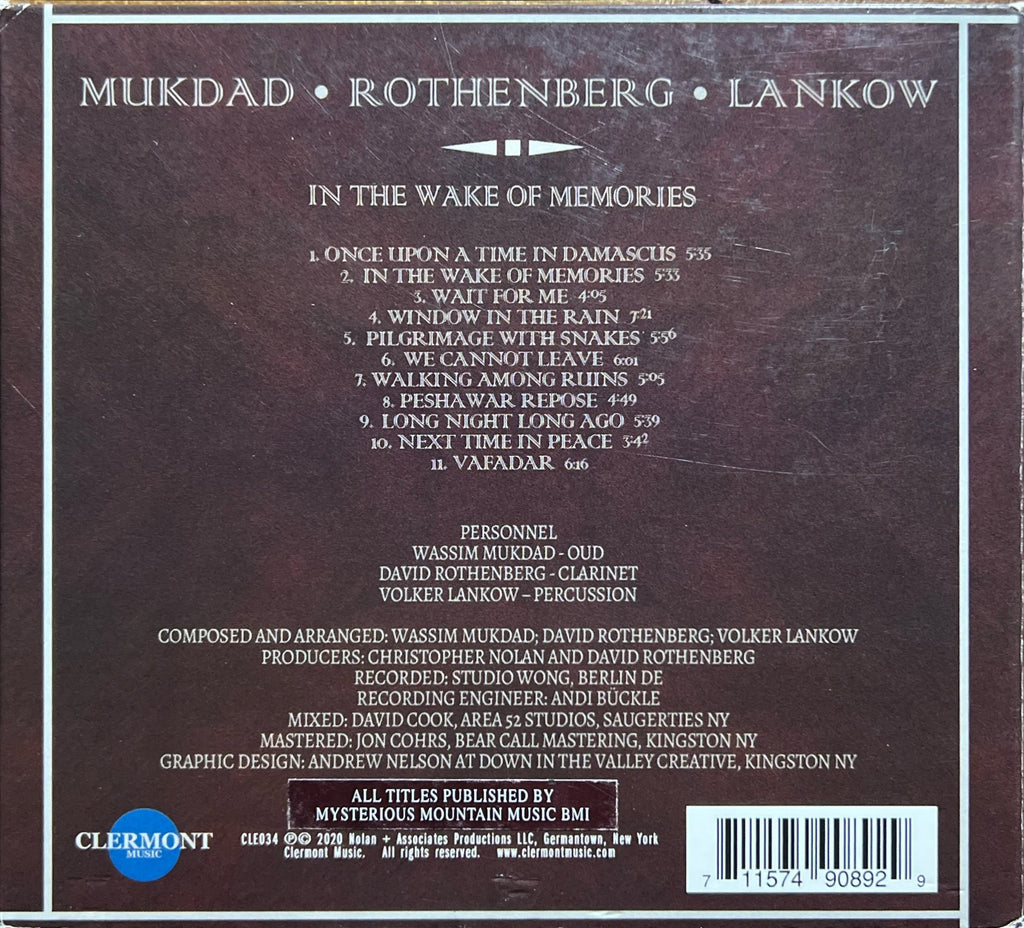 MUKDAD • ROTHENBERG • LANKOW
IN THE WAKE OF MEMORIES
1. ONCE UPON A TIME IN DAMASCUS 5:35
2. IN THE WAKE OF MEMORIES 5:33
3. WAIT FOR ME 4:05
4. WINDOW IN THE RAIN 7:21
5. PILGRIMAGE WITH SNAKES 5:56
6. WE CANNOT LEAVE 6:01
7. WALKING AMONG RUINS 5:05
8. PESHAWAR REPOSE 4:49
9. LONG NIGHT LONG AGO 5:39
10. NEXT TIME IN PEACE 3:42
11. VAFADAR 6:16
PERSONNEL
WASSIM MUKDAD - OUD
DAVID ROTHENBERG - CLARINET
VOLKER LANKOW – PERCUSSION
COMPOSED AND ARRANGED: WASSIM MUKDAD; DAVID ROTHENBERG; VOLKER LANKOW
PRODUCERS: CHRISTOPHER NOLAN AND DAVID ROTHENBERG
RECORDED: STUDIO WONG, BERLIN DE
RECORDING ENGINEER: ANDI BÜCKLE
MIXED: DAVID COOK, AREA 52 STUDIOS, SAUGERTIES NY
MASTERED: JON COHRS, BEAR CALL MASTERING, KINGSTON NY
GRAPHIC DESIGN: ANDREW NELSON AT DOWN IN THE VALLEY CREATIVE, KINGSTON NY
ALL TITLES PUBLISHED BY
MYSTERIOUS MOUNTAIN MUSIC BMI
CLERMONT
MUSIC
CLE034 ℗© 2020 Nolan + Associates Productions LLC, Germantown, New York
Clermont Music. All rights reserved. www.clermontmusic.com
7 11574 90892 9